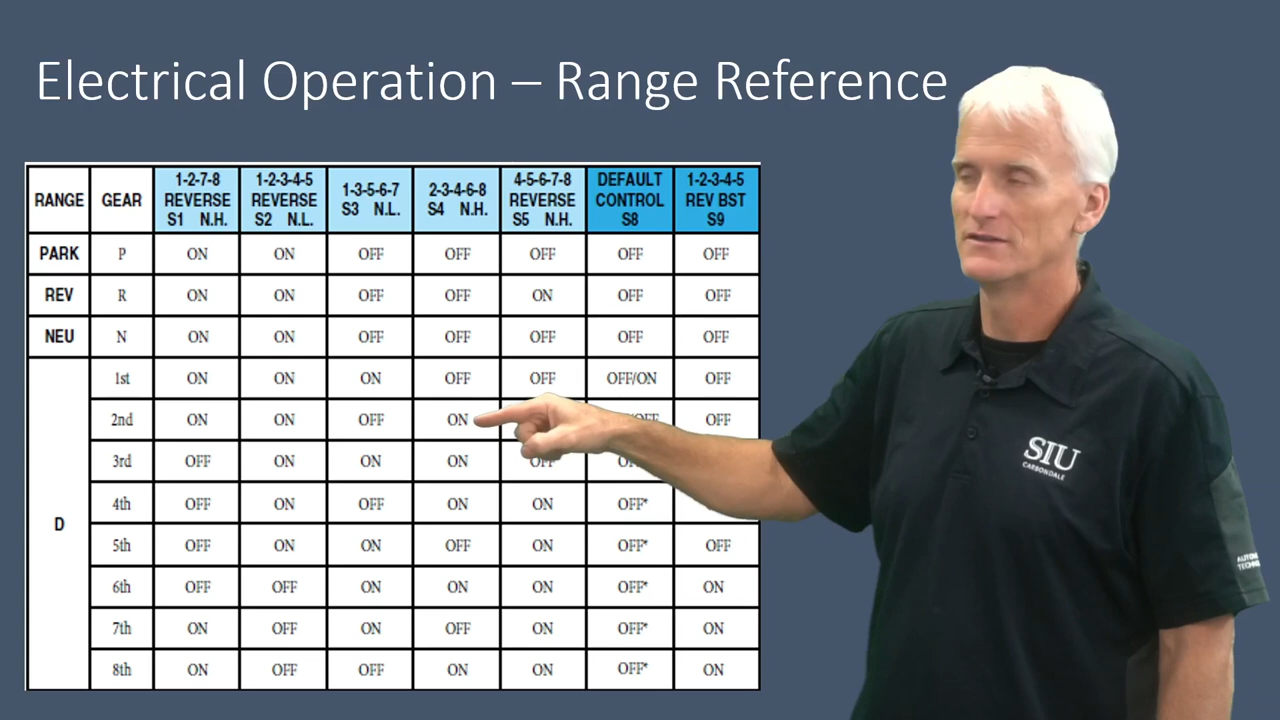 Electrical Operation – Range Reference
RANGE GEAR 1-2-7-8 REVERSE S1 N.H. 1-2-3-4-5 REVERSE S2 N.L. 1-3-5-6-7 S3 N.L. 2-3-4-6-8 S4 N.H. 4-5-6-7-8 REVERSE S5 N.H. DEFAULT CONTROL S8 1-2-3-4-5 REV BST S9
PARK P ON ON OFF OFF OFF OFF OFF
REV R ON ON OFF OFF ON OFF OFF
NEU N ON ON OFF OFF OFF OFF OFF
1st ON ON ON OFF OFF OFF/ON OFF
2nd ON ON OFF ON OFF
3rd OFF ON ON ON
4th OFF ON OFF ON ON OFF*
D
5th OFF ON ON OFF ON OFF* OFF
6th OFF OFF ON ON ON OFF* ON
7th ON OFF ON OFF ON OFF* ON
8th ON OFF OFF ON ON OFF* ON
SIU
CARBONDALE